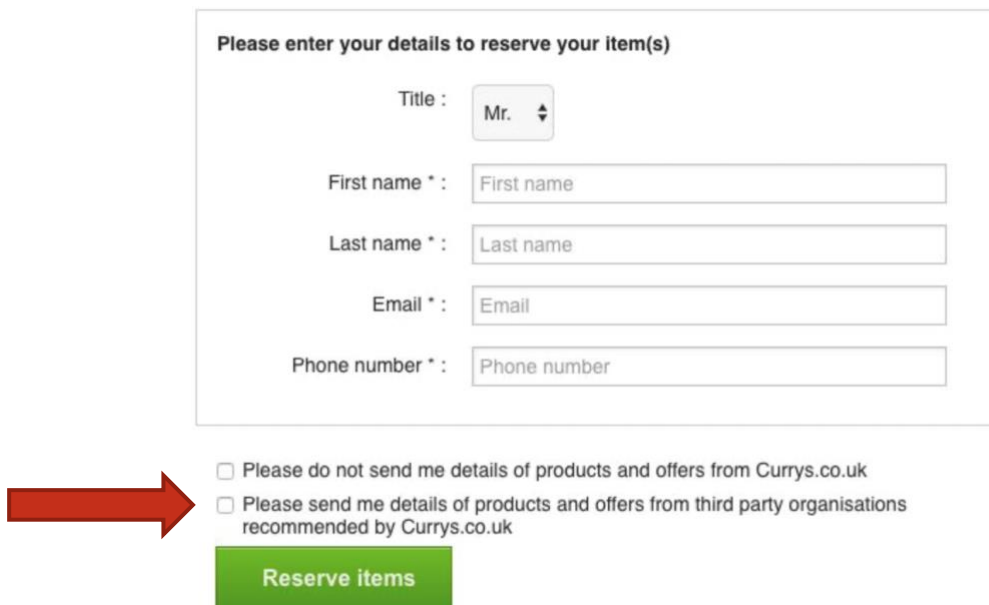 Please enter your details to reserve your item(s)
Title :
Mr.
First name * :
First name
Last name * :
Last name
Email * :
Email
Phone number * :
Phone number
Please do not send me details of products and offers from Currys.co.uk
Please send me details of products and offers from third party organisations
recommended by Currys.co.uk
Reserve items